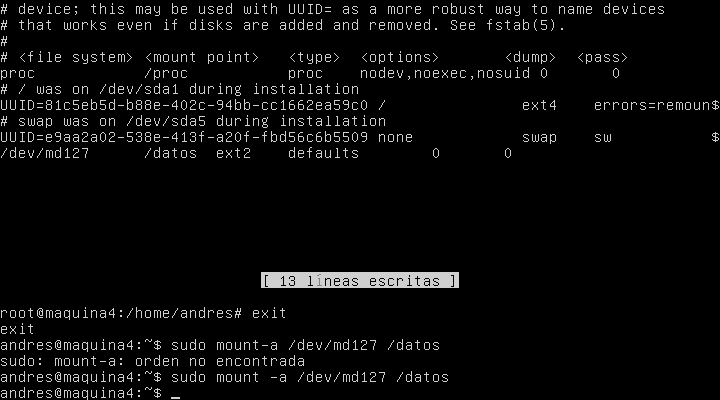 # device; this may be used with UUID= as a more robust way to name devices
# that works even if disks are added and removed. See fstab(5).
#
# <file system> <mount point>   <type>  <options>       <dump>  <pass>
proc            /proc           proc    nodev,noexec,nosuid 0       0
# / was on /dev/sda1 during installation
UUID=81c5eb5d-b88e-402c-94bb-cc1662ea59c0 /               ext4    errors=remoun$
# swap was on /dev/sda5 during installation
UUID=e9aa2a02-538e-413f-a20f-fbd56c6b5509 none            swap    sw           $
/dev/md127      /datos  ext2    defaults        0       0
[ 13 líneas escritas ]
root@maquina4:/home/andres# exit
exit
andres@maquina4:~$ sudo mount-a /dev/md127 /datos
sudo: mount-a: orden no encontrada
andres@maquina4:~$ sudo mount -a /dev/md127 /datos
andres@maquina4:~$ _